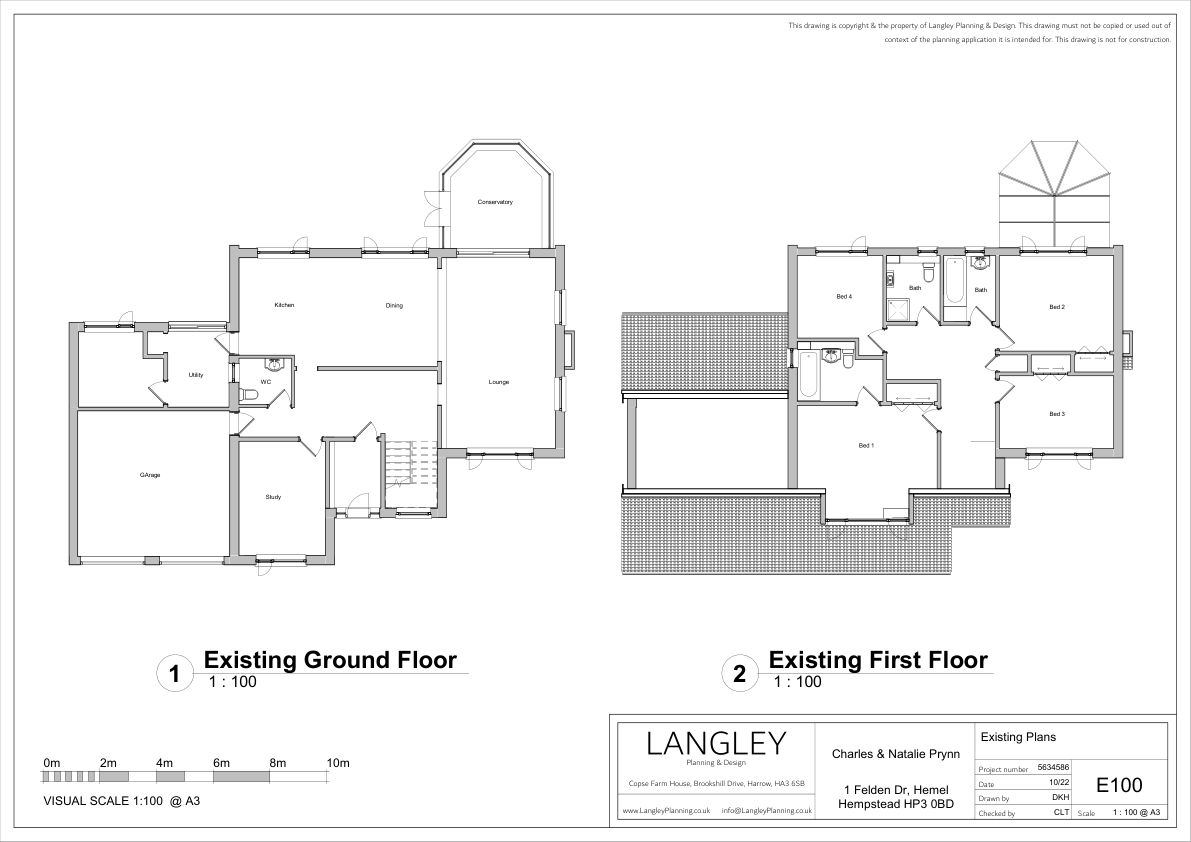 This drawing is copyright & the property of Langley Planning & Design. This drawing must not be copied or used out of
context of the planning application it is intended for. This drawing is not for construction.
Conservatory
Kitchen
Dining
Utility
WC
Lounge
GArage
Study
Bed 4
Bath
Bath
Bed 2
Bed 3
Bed 1
1
Existing Ground Floor
1 : 100
2
Existing First Floor
1 : 100
0m 2m 4m 6m 8m 10m
VISUAL SCALE 1:100 @ A3
LANGLEY
Planning & Design
Copse Farm House, Brookshill Drive, Harrow, HA3 6SB
www.LangleyPlanning.co.uk info@LangleyPlanning.co.uk
Charles & Natalie Prynn
1 Felden Dr, Hemel
Hempstead HP3 0BD
Existing Plans
Project number 5634586
Date 10/22
Drawn by DKH
Checked by CLT
E100
Scale 1 : 100 @ A3